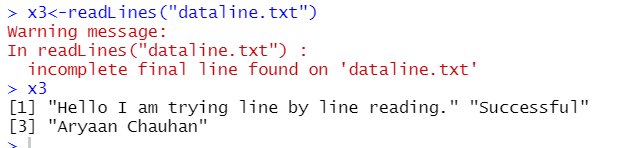 > x3<-readLines("dataline.txt")
Warning message:
In readLines("dataline.txt") :
  incomplete final line found on 'dataline.txt'
> x3
[1] "Hello I am trying line by line reading." "Successful"
[3] "Aryaan Chauhan"
>